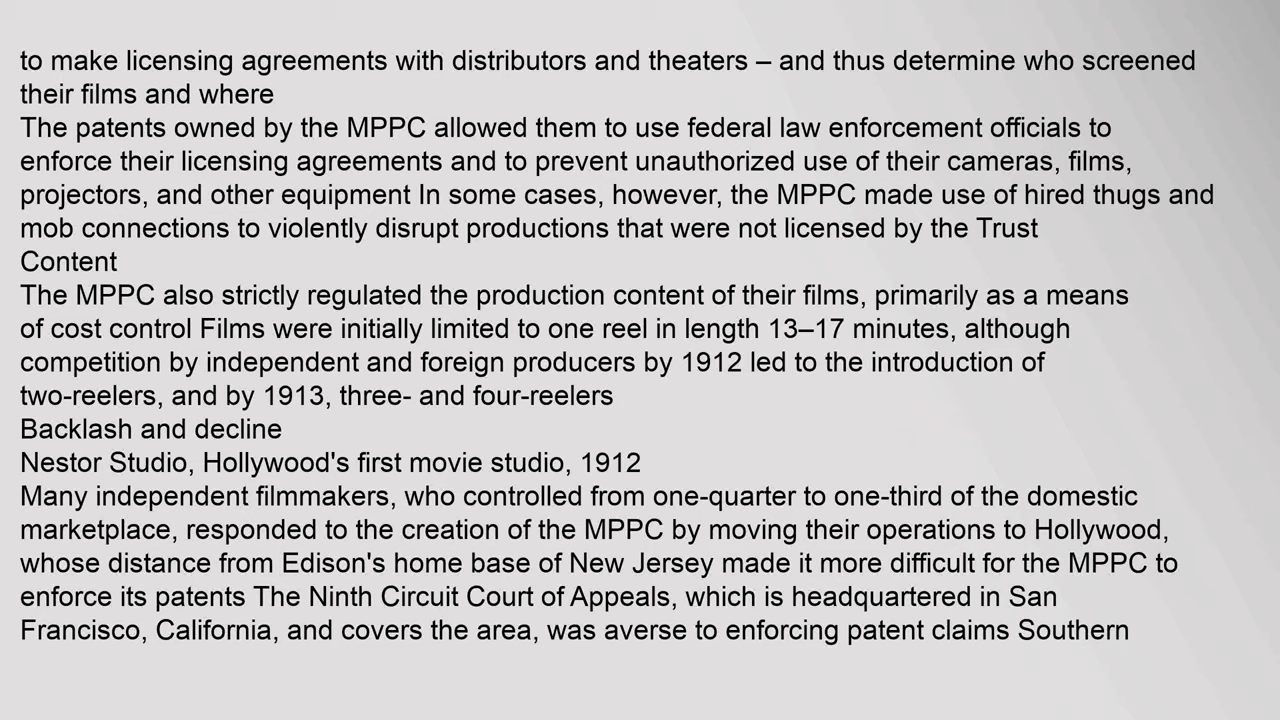 to make licensing agreements with distributors and theaters – and thus determine who screened
their films and where
The patents owned by the MPPC allowed them to use federal law enforcement officials to
enforce their licensing agreements and to prevent unauthorized use of their cameras, films,
projectors, and other equipment In some cases, however, the MPPC made use of hired thugs and
mob connections to violently disrupt productions that were not licensed by the Trust
Content
The MPPC also strictly regulated the production content of their films, primarily as a means
of cost control Films were initially limited to one reel in length 13–17 minutes, although
competition by independent and foreign producers by 1912 led to the introduction of
two-reelers, and by 1913, three- and four-reelers
Backlash and decline
Nestor Studio, Hollywood's first movie studio, 1912
Many independent filmmakers, who controlled from one-quarter to one-third of the domestic
marketplace, responded to the creation of the MPPC by moving their operations to Hollywood,
whose distance from Edison's home base of New Jersey made it more difficult for the MPPC to
enforce its patents The Ninth Circuit Court of Appeals, which is headquartered in San
Francisco, California, and covers the area, was averse to enforcing patent claims Southern